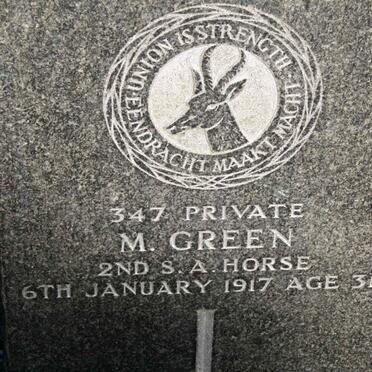 UNION IS STRENGTH
EENDRACHT MAAKT MACHT
347 PRIVATE
M. GREEN
2ND S. A. HORSE
6TH JANUARY 1917 AGE